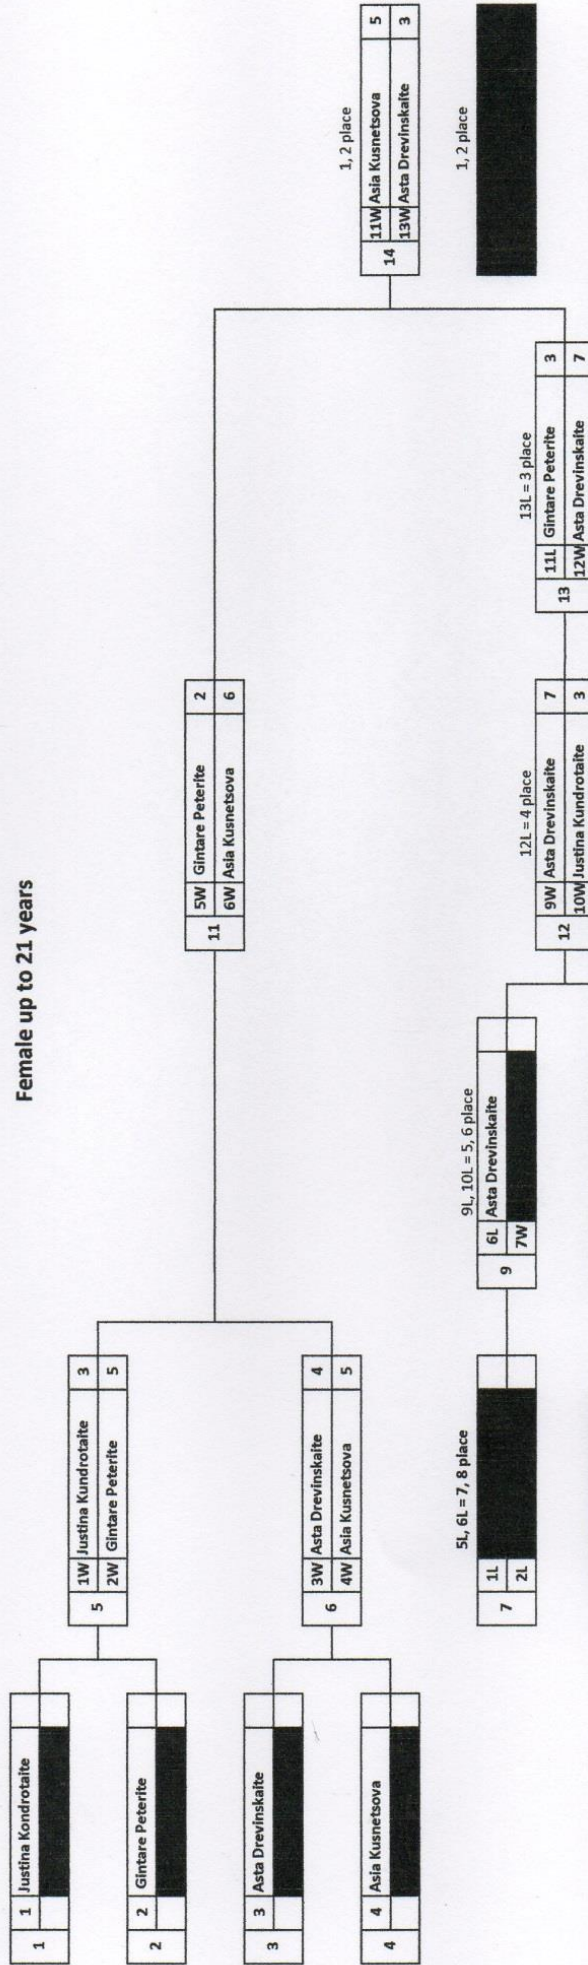 Female up to 21 years
1 1 Justina Kondrotaite
2 2 Gintare Peterite
3 3 Asta Drevinskaite
4 4 Asia Kusnetsova
5 1W Justina Kundrotaite 3
2W Gintare Peterite 5
6 3W Asta Drevinskaite 4
4W Asia Kusnetsova 5
5L, 6L = 7, 8 place
7 1L
2L
9L, 10L = 5, 6 place
9 6L Asta Drevinskaite
7W
11 5W Gintare Peterite 2
6W Asia Kusnetsova 6
12L = 4 place
12 9W Asta Drevinskaite 7
10W Justina Kundrotaite 3
13L = 3 place
13 11L Gintare Peterite 3
12W Asta Drevinskaite 7
1, 2 place
14 11W Asia Kusnetsova 5
13W Asta Drevinskaite 3
1, 2 place